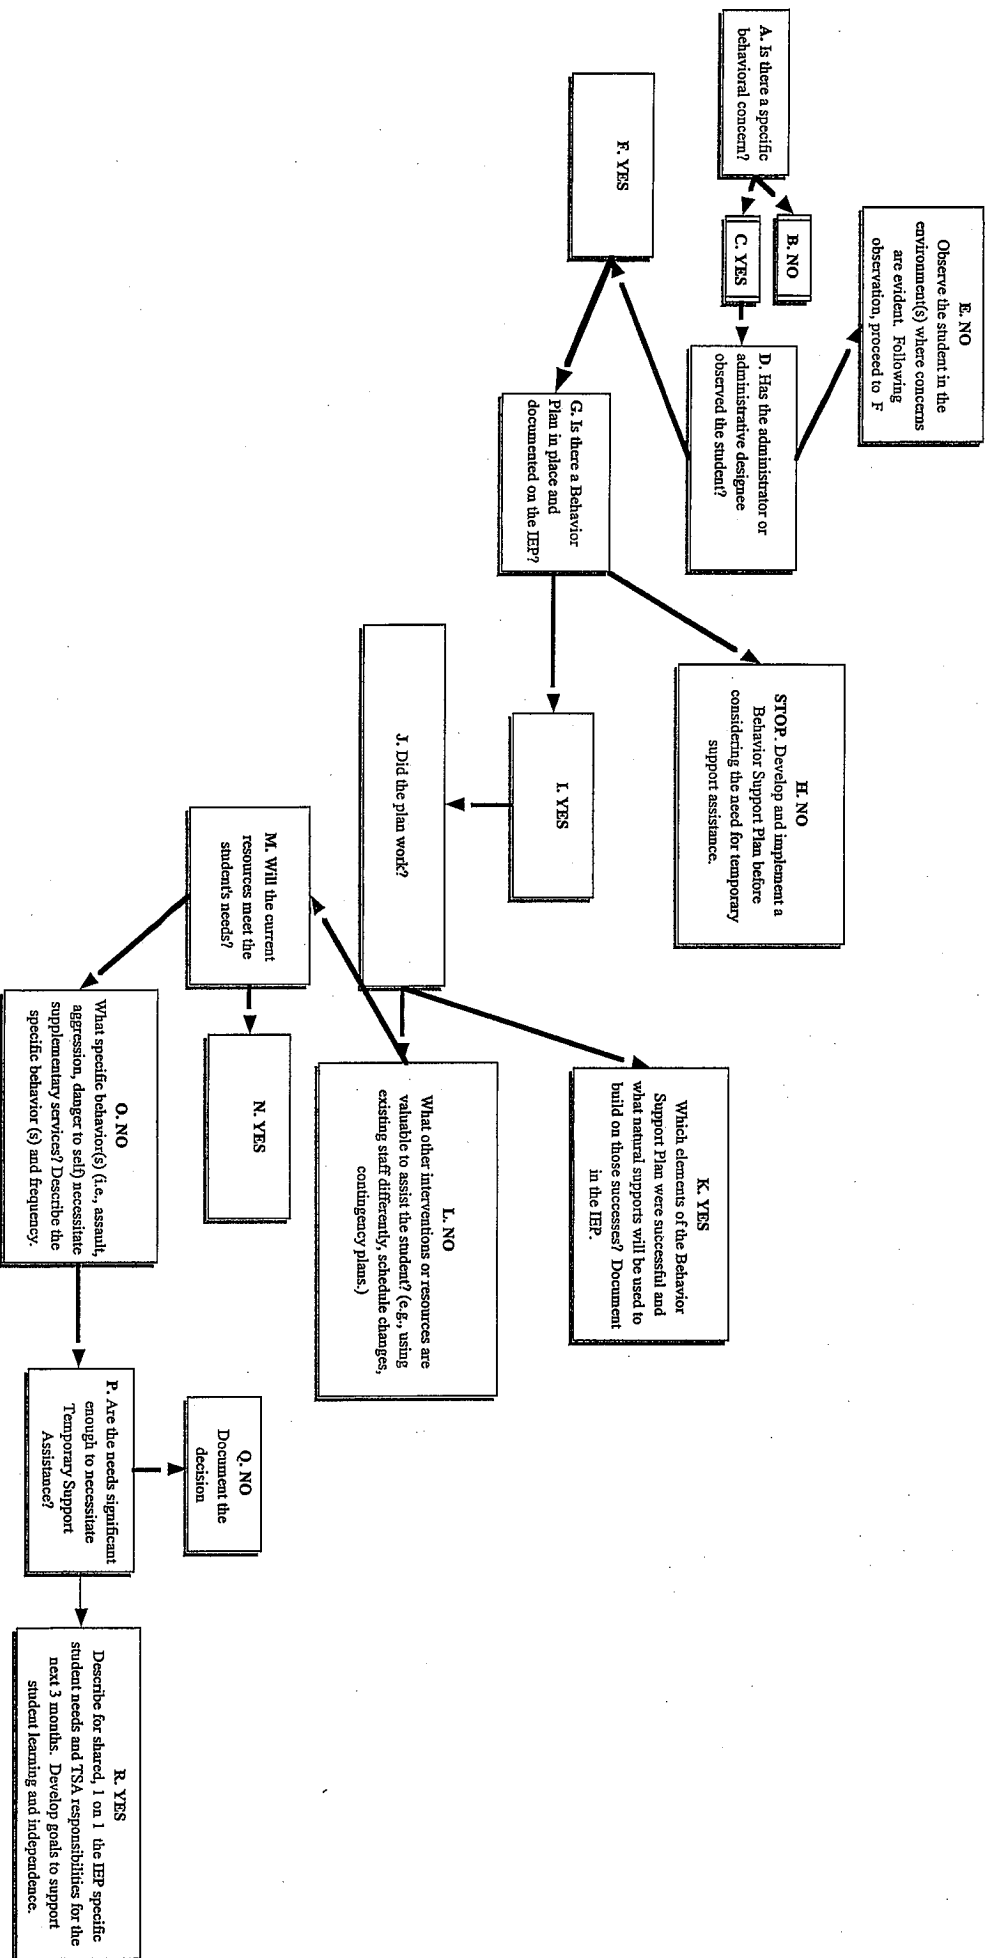 A. Is there a specific
behavioral concern?
B. NO
C. YES
D. Has the administrator or
administrative designee
observed the student?
E. NO
Observe the student in the
environment(s) where concerns
are evident. Following
observation, proceed to F
F. YES
G. Is there a Behavior
Plan in place and
documented on the IEP?
H. NO
STOP. Develop and implement a
Behavior Support Plan before
considering the need for temporary
support assistance.
I. YES
J. Did the plan work?
K. YES
Which elements of the Behavior
Support Plan were successful and
what natural supports will be used to
build on those successes? Document
in the IEP.
L. NO
What other interventions or resources are
valuable to assist the student? (e.g., using
existing staff differently, schedule changes,
contingency plans.)
M. Will the current
resources meet the
student's needs?
N. YES
O. NO
What specific behavior(s) (i.e., assault,
aggression, danger to self) necessitate
supplementary services? Describe the
specific behavior (s) and frequency.
P. Are the needs significant
enough to necessitate
Temporary Support
Assistance?
Q. NO
Document the
decision
R. YES
Describe for shared, 1 on 1 the IEP specific
student needs and TSA responsibilities for the
next 3 months. Develop goals to support
student learning and independence.